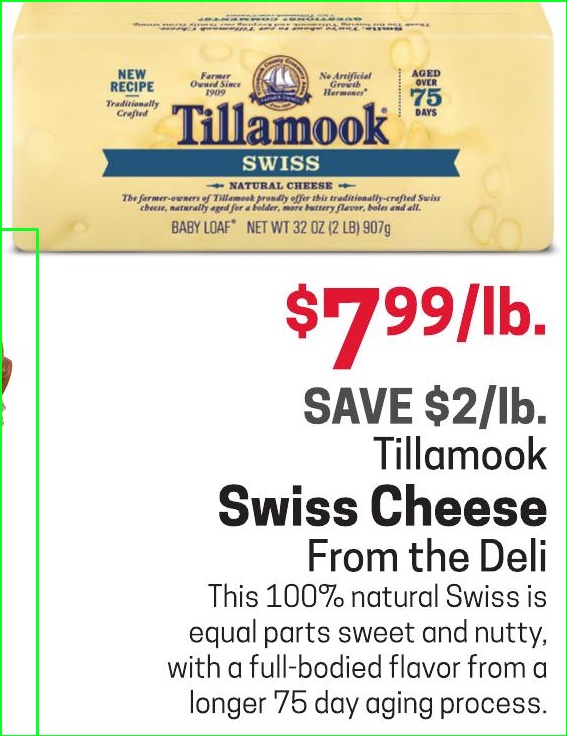 NEW
RECIPE
Traditionally
Crafted
Farmer
Owned Since
1909
No Artificial
Growth
Hormones*
AGED
OVER
75
DAYS
Tillamook®
SWISS
NATURAL CHEESE
The farmer-owners of Tillamook proudly offer this traditionally-crafted Swiss
cheese, naturally aged for a bolder, more buttery flavor, holes and all.
BABY LOAF* NET WT 32 OZ (2 LB) 907g
$7 99/lb.
SAVE $2/lb.
Tillamook
Swiss Cheese
From the Deli
This 100% natural Swiss is
equal parts sweet and nutty,
with a full-bodied flavor from a
longer 75 day aging process.